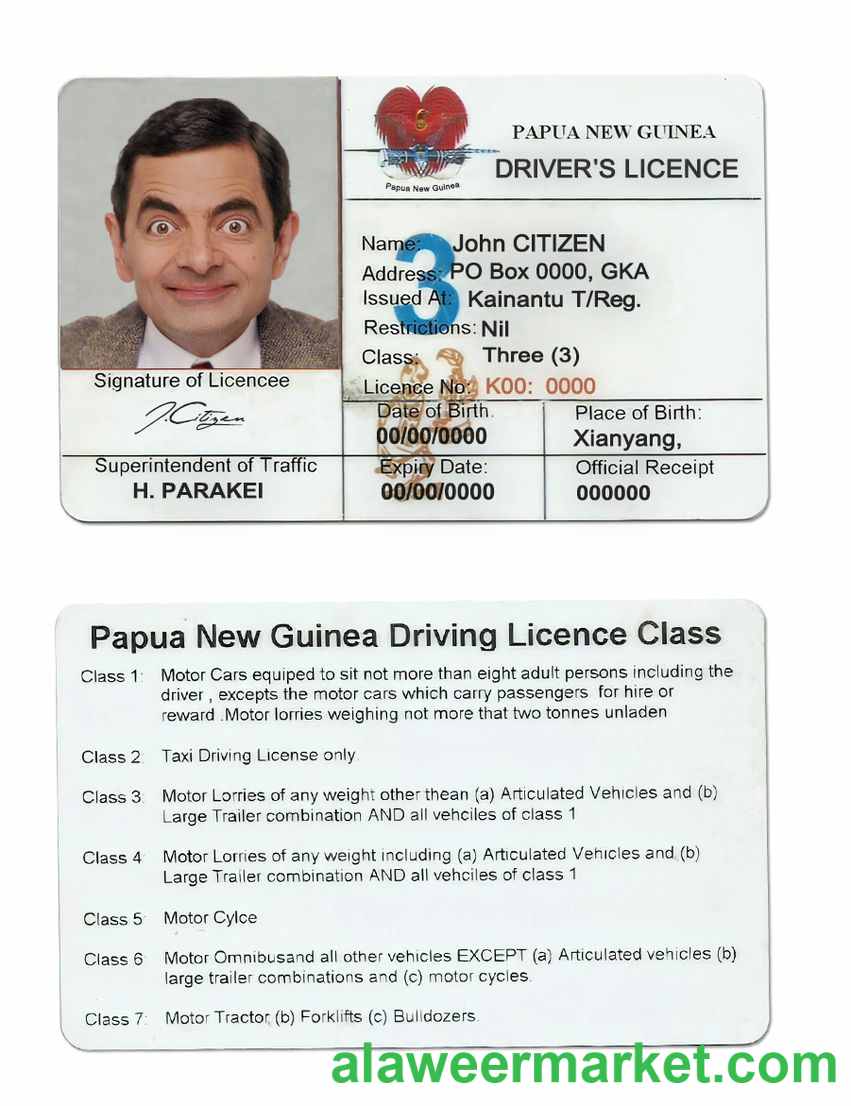 PAPUA NEW GUINEA
DRIVER'S LICENCE
6
Papua New Guinea
3
Name: John CITIZEN
Address: PO Box 0000, GKA
Issued At: Kainantu T/Reg.
Restrictions: Nil
Class: Three (3)
Licence No: K00: 0000
Signature of Licencee
J.Citizen
Superintendent of Traffic
H. PARAKEI
Date of Birth.
00/00/0000
Place of Birth:
Xianyang,
Expiry Date:
00/00/0000
Official Receipt
000000
Papua New Guinea Driving Licence Class
Class 1: Motor Cars equiped to sit not more than eight adult persons including the
driver , excepts the motor cars which carry passengers for hire or
reward .Motor lorries weighing not more that two tonnes unladen
Class 2: Taxi Driving License only
Class 3: Motor Lorries of any weight other thean (a) Articulated Vehicles and (b)
Large Trailer combination AND all vehciles of class 1
Class 4 Motor Lorries of any weight including (a) Articulated Vehicles and (b)
Large Trailer combination AND all vehciles of class 1
Class 5 Motor Cylce
Class 6 Motor Omnibusand all other vehicles EXCEPT (a) Articulated vehicles (b)
large trailer combinations and (c) motor cycles.
Class 7: Motor Tractor, (b) Forklifts (c) Bulldozers.
alaweermarket.com